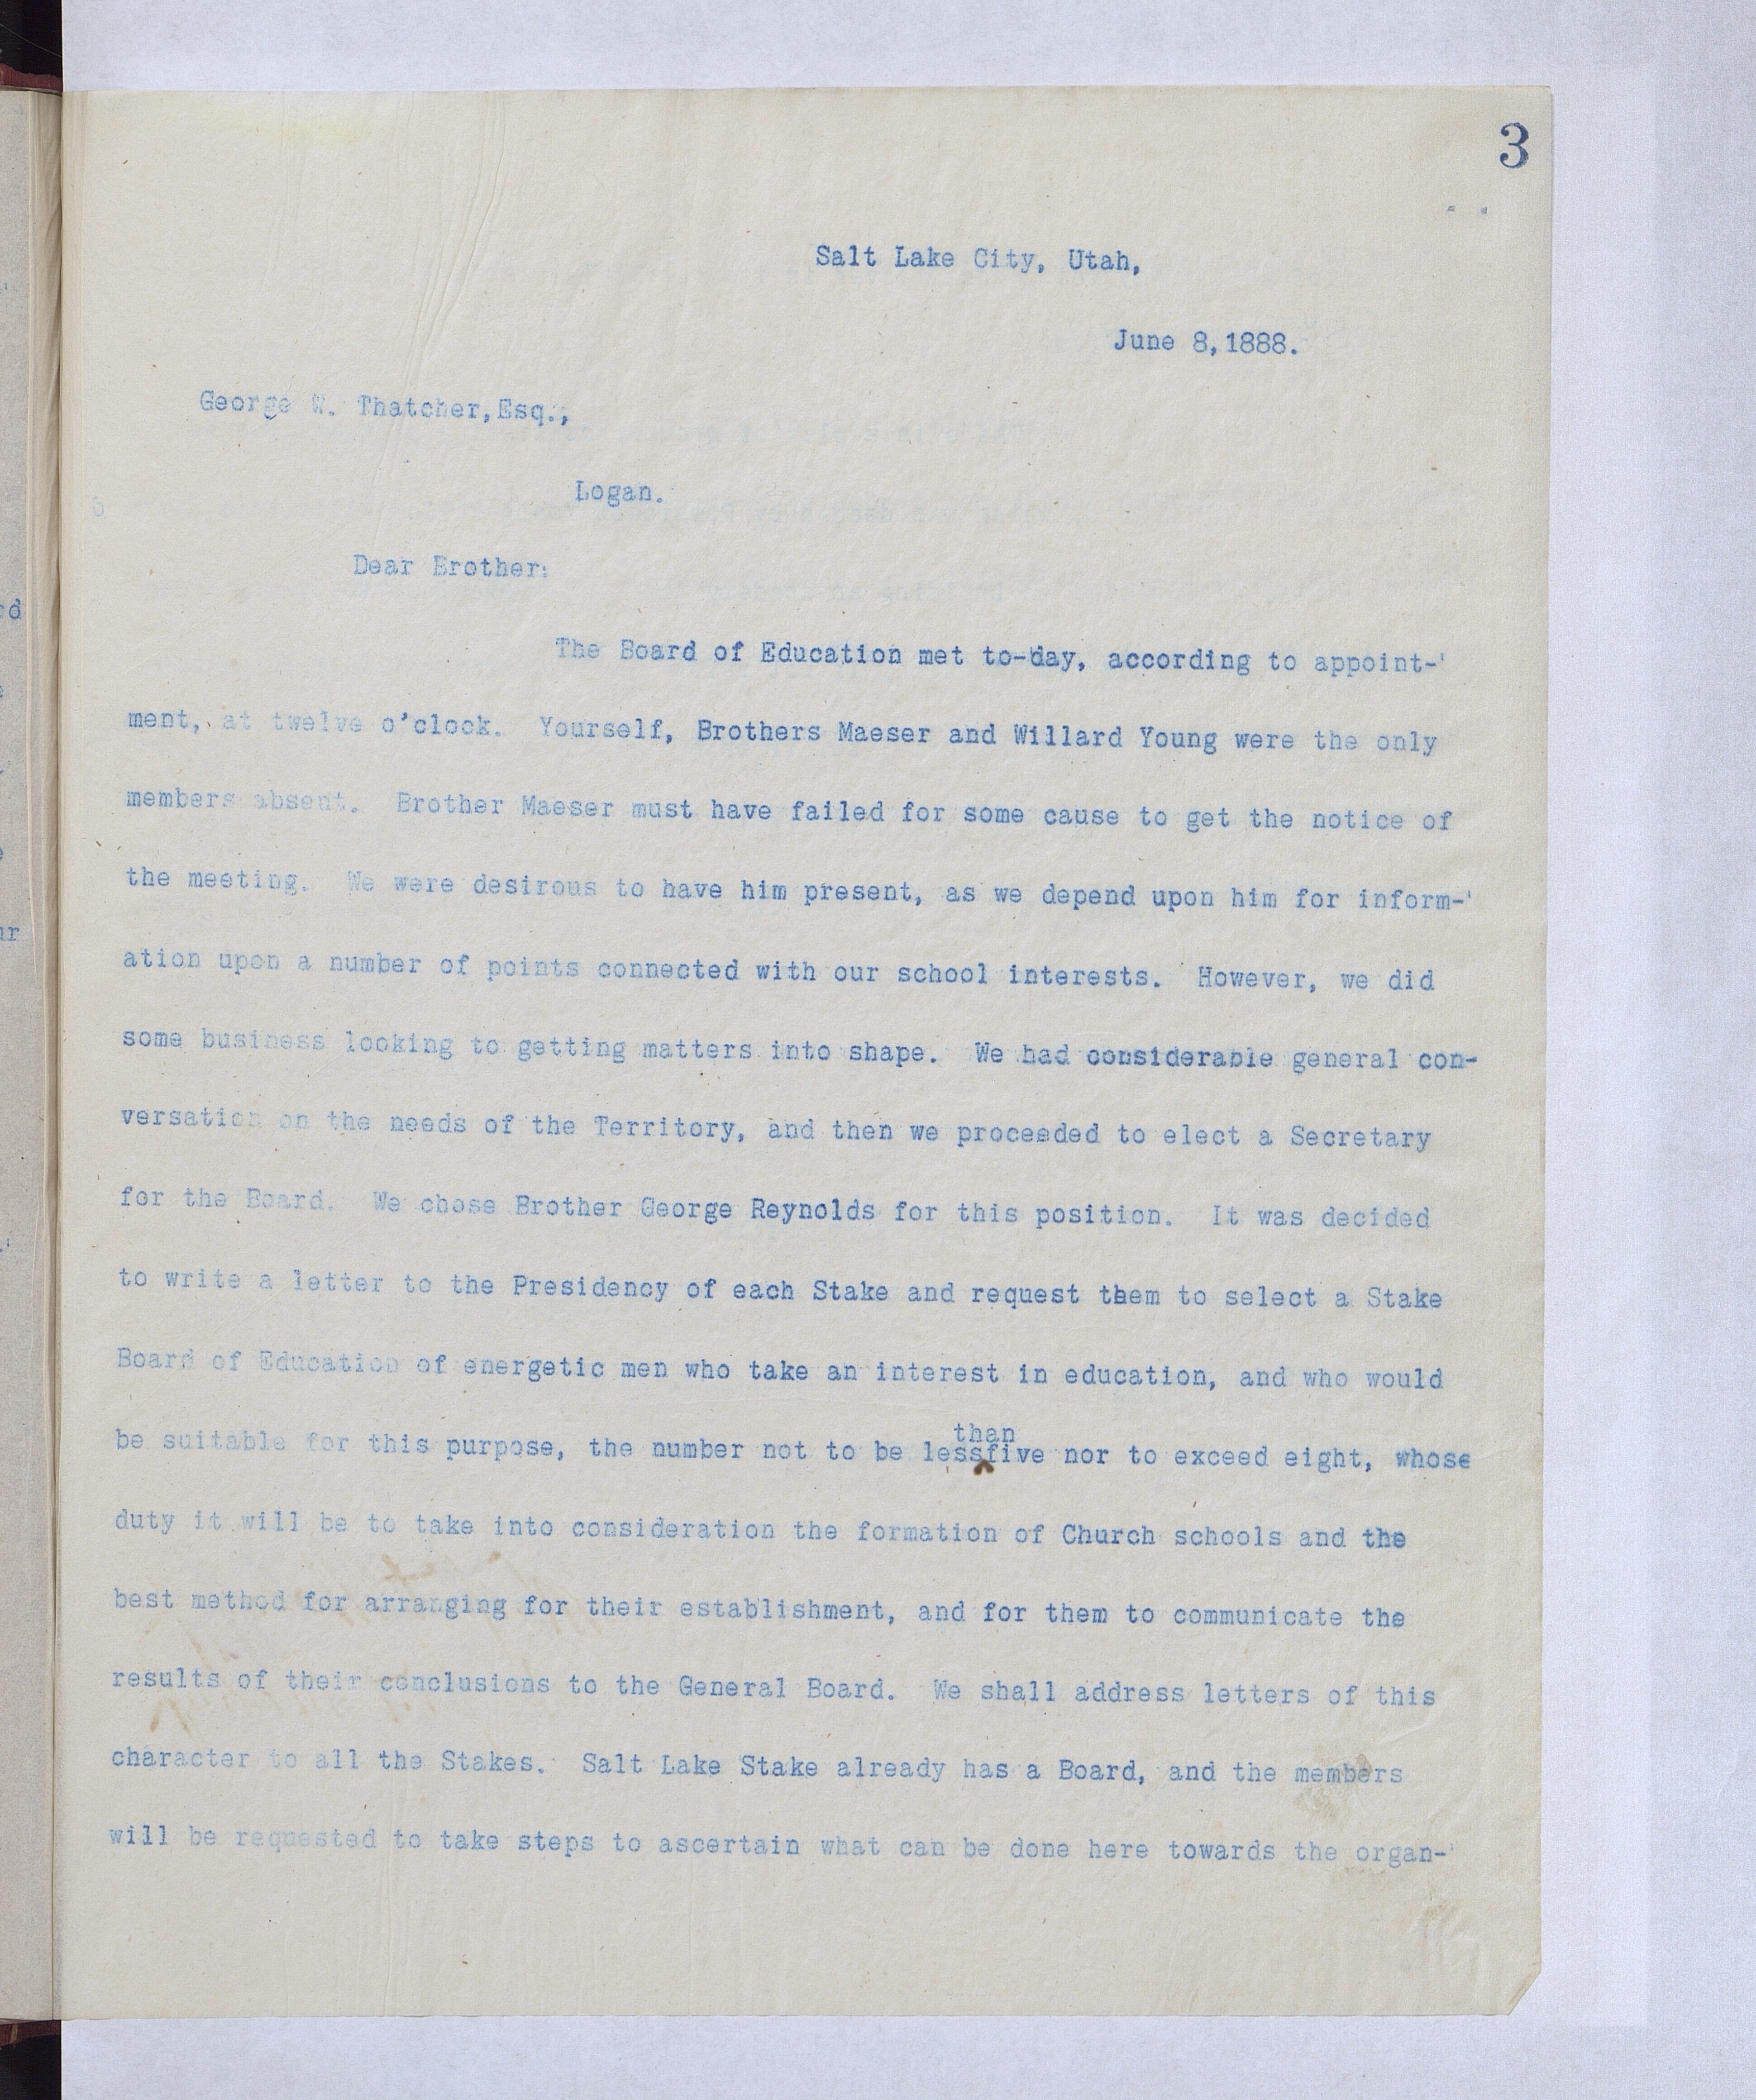 3
Salt Lake City, Utah,
June 8, 1888.
George W. Thatcher, Esq.,
Logan.
Dear Brother:
The Board of Education met to-day, according to appoint-
ment, at twelve o'clock. Yourself, Brothers Maeser and Willard Young were the only
members absent. Brother Maeser must have failed for some cause to get the notice of
the meeting. We were desirous to have him present, as we depend upon him for inform-
ation upon a number of points connected with our school interests. However, we did
some business looking to getting matters into shape. We had considerable general con-
versation on the needs of the Territory, and then we proceeded to elect a Secretary
for the Board. We chose Brother George Reynolds for this position. It was decided
to write a letter to the Presidency of each Stake and request them to select a Stake
Board of Education of energetic men who take an interest in education, and who would
than
be suitable for this purpose, the number not to be lessfive nor to exceed eight, whose
duty it will be to take into consideration the formation of Church schools and the
best method for arranging for their establishment, and for them to communicate the
results of their conclusions to the General Board. We shall address letters of this
character to all the Stakes. Salt Lake Stake already has a Board, and the members
will be requested to take steps to ascertain what can be done here towards the organ-